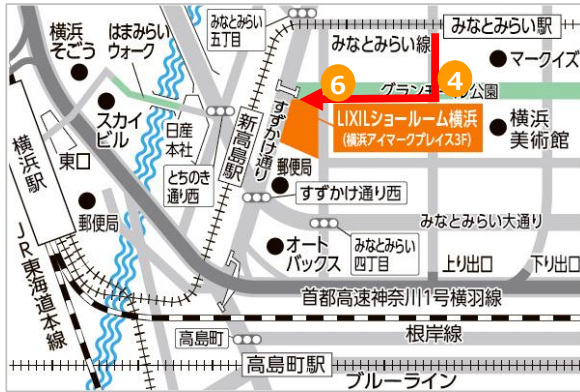 みなとみらい
五丁目
みなとみらい駅
みなとみらい線
横浜
そごう
はまみらい
ウォーク
マークイズ
6
4
グランモール公園
スカイ
ビル
日産
本社
新高島駅
すずかけ通り
LIXILショールーム横浜
(横浜アイマークプレイス3F)
横浜
美術館
横浜駅
東口
とちのき
通り西
郵便局
すずかけ通り西
郵便局
みなとみらい大通り
オート
バックス
みなとみらい
四丁目
上り出口
下り出口
首都高速神奈川1号横羽線
JR東海道本線
高島町
根岸線
高島町駅
ブルーライン